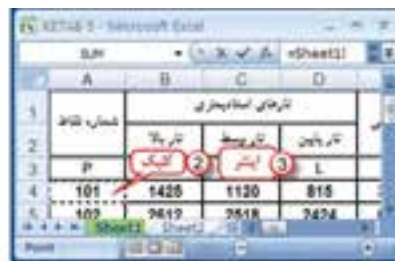 KETAB 5 - Microsoft Excel
SUM =Sheet1!
A B C D
1 شماره نقاط تارهای استادیمتری
2 تار بالا تار وسط تار پایین
3 P کلیک 2 اینتر 3 L
4 101 1425 1120 815
5 102 2612 2518 2424
Sheet1 Sheet2
Point